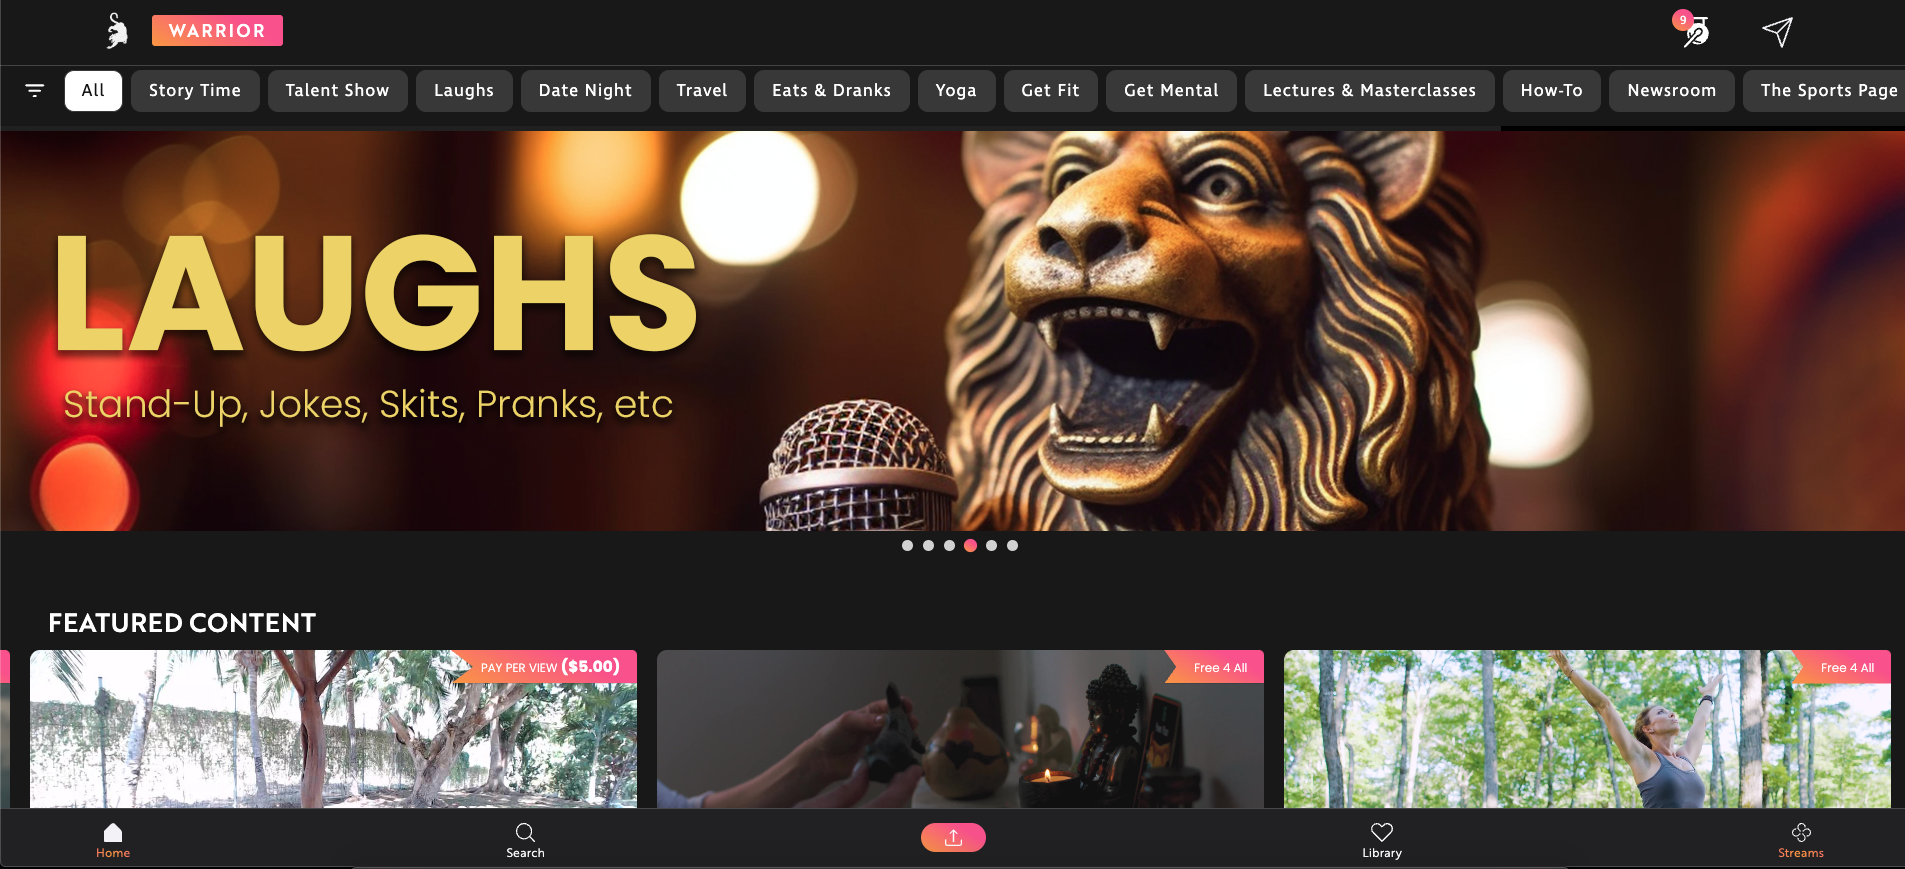 WARRIOR
9
All
Story Time
Talent Show
Laughs
Date Night
Travel
Eats & Dranks
Yoga
Get Fit
Get Mental
Lectures & Masterclasses
How-To
Newsroom
The Sports Page
LAUGHS
Stand-Up, Jokes, Skits, Pranks, etc
FEATURED CONTENT
PAY PER VIEW ($5.00)
Free 4 All
Free 4 All
Home
Search
Library
Streams